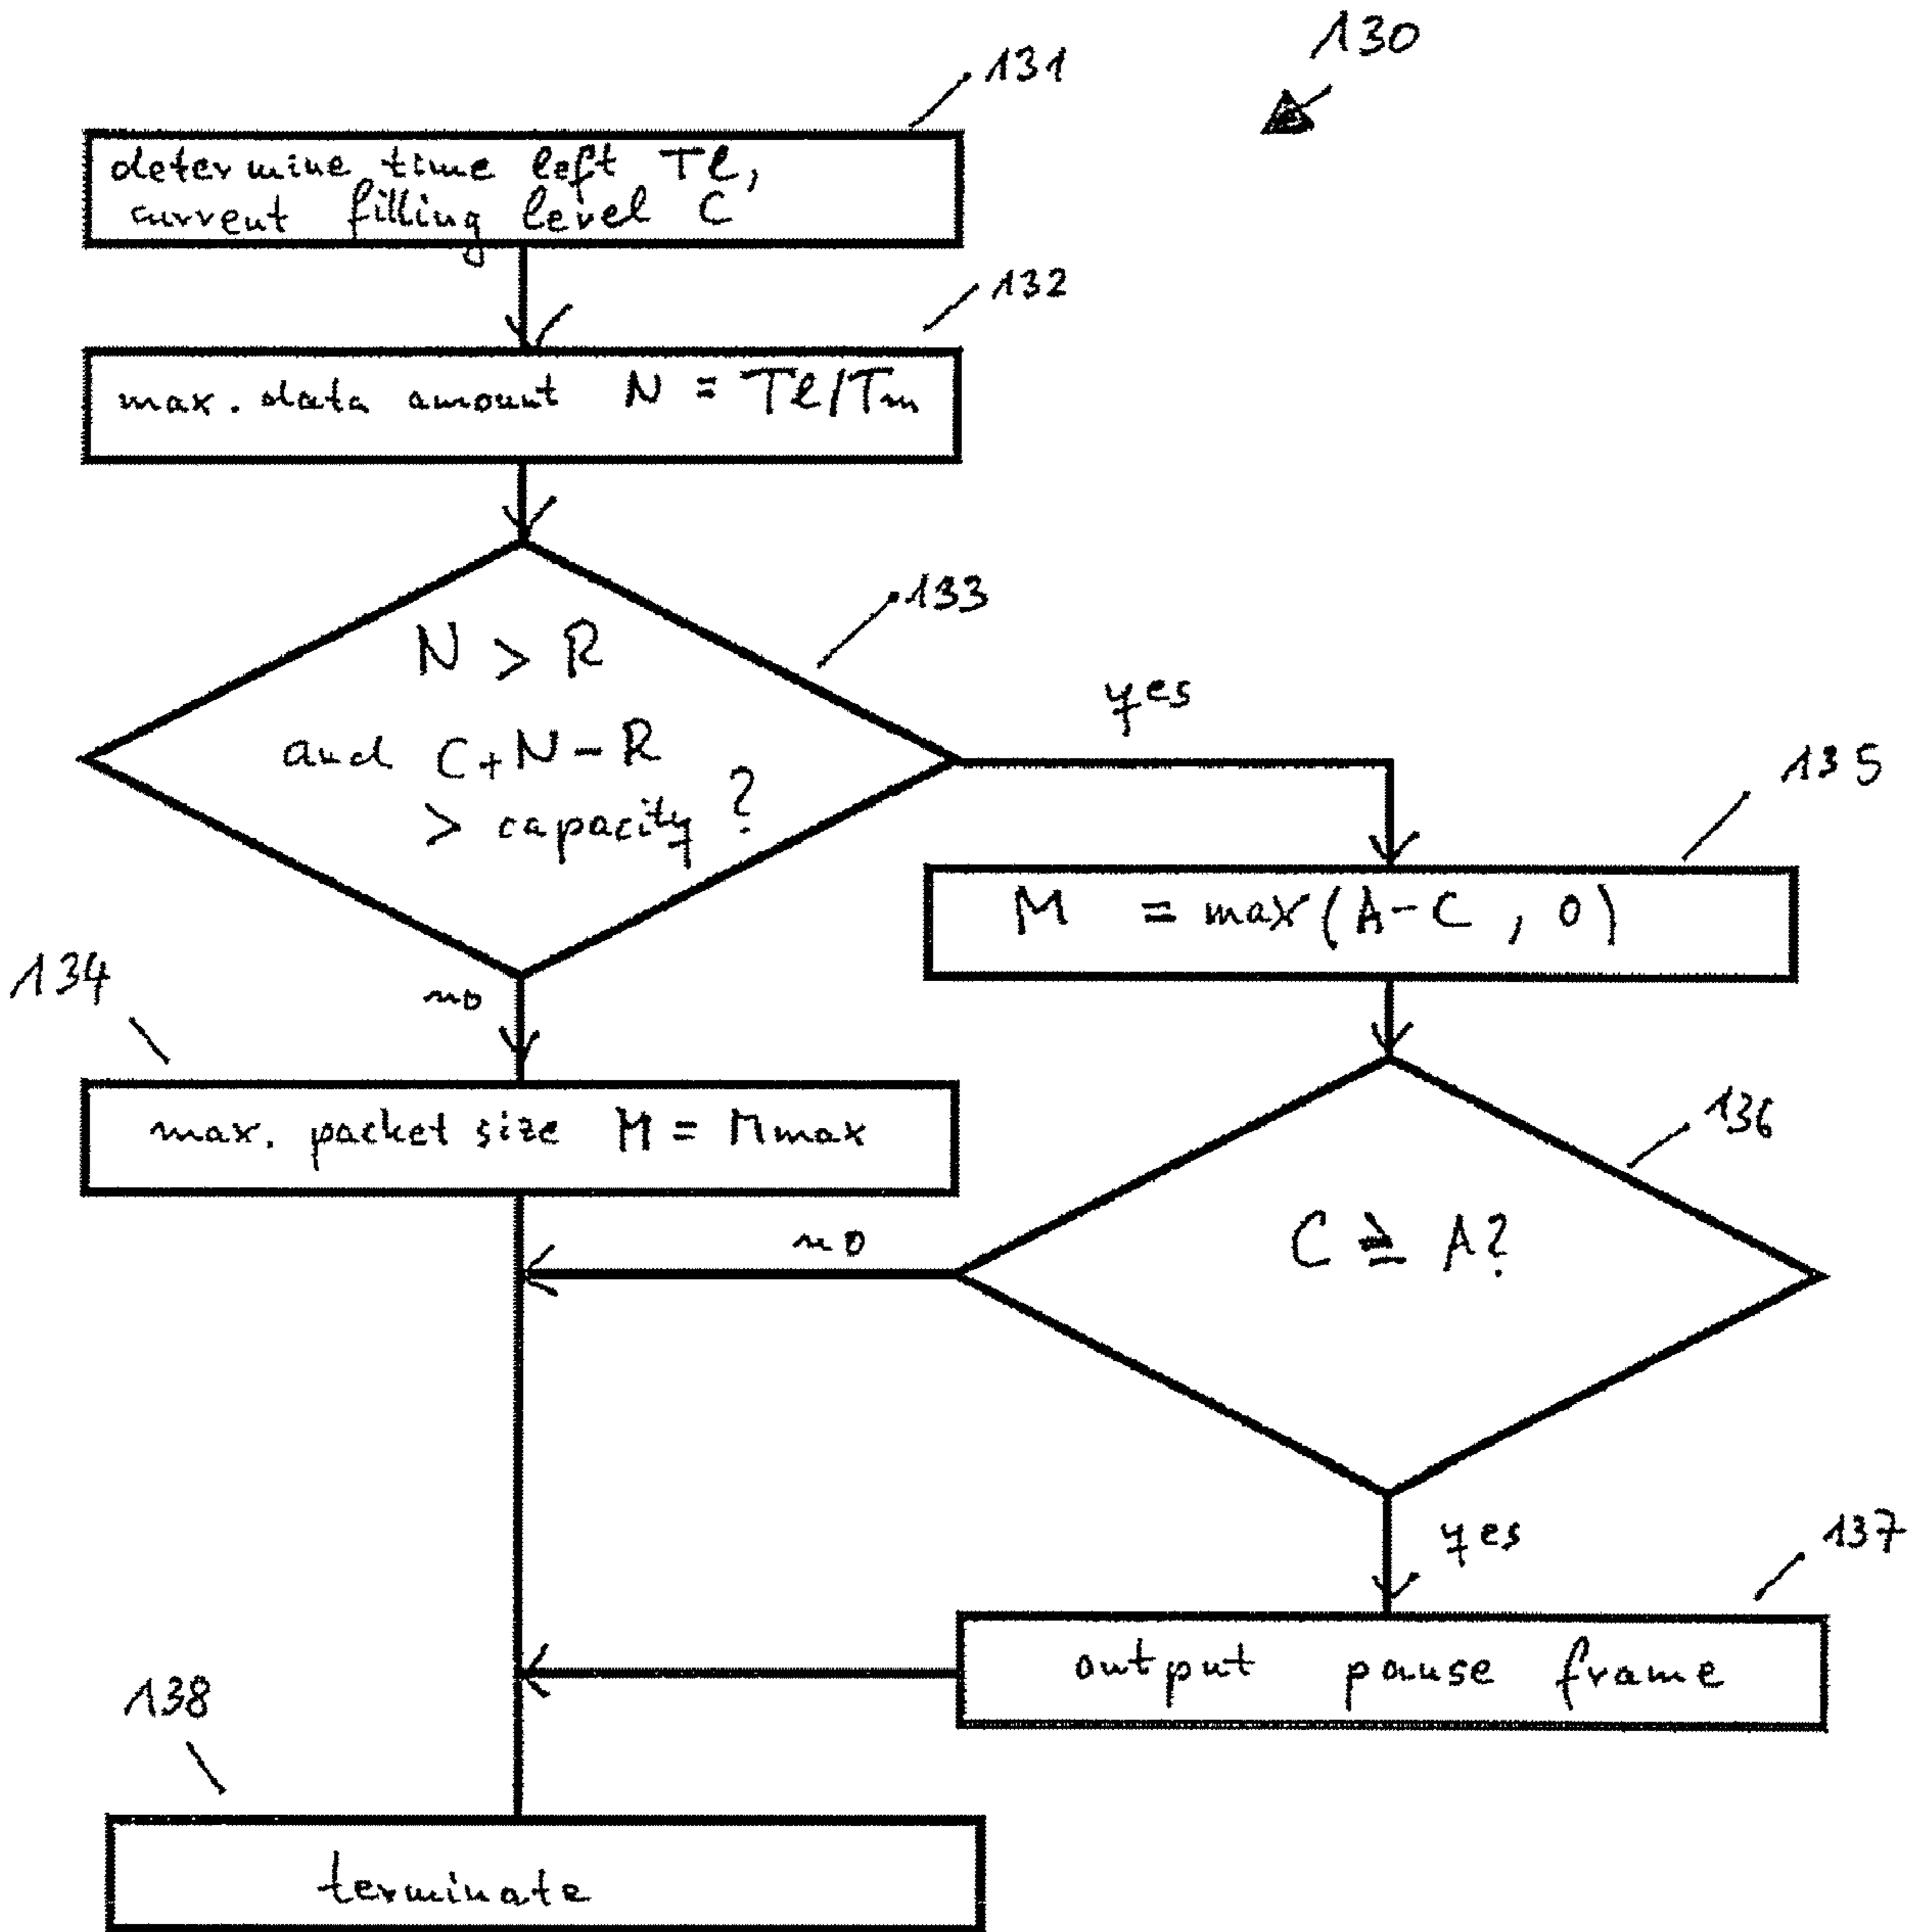 130
131
determine time left Tl,
current filling level C
132
max. data amount N = Tl/Tm
133
N > R
and C+N-R
> capacity ?
yes
135
M = max(A-C , 0)
134
no
max. packet size M = Mmax
136
C ≥ A?
no
yes
137
output pause frame
138
terminate